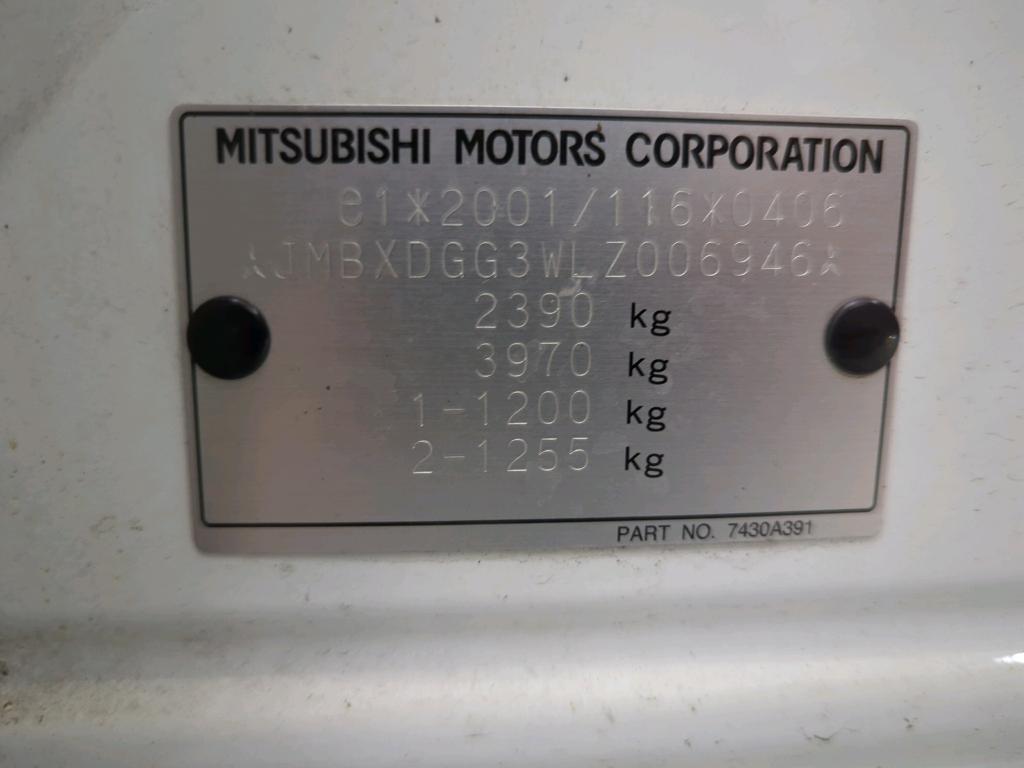 MITSUBISHI MOTORS CORPORATION
e1*2001/116*0406
*JMBXDGG3WLZ006946*
2390 kg
3970 kg
1-1200 kg
2-1255 kg
PART NO. 7430A391